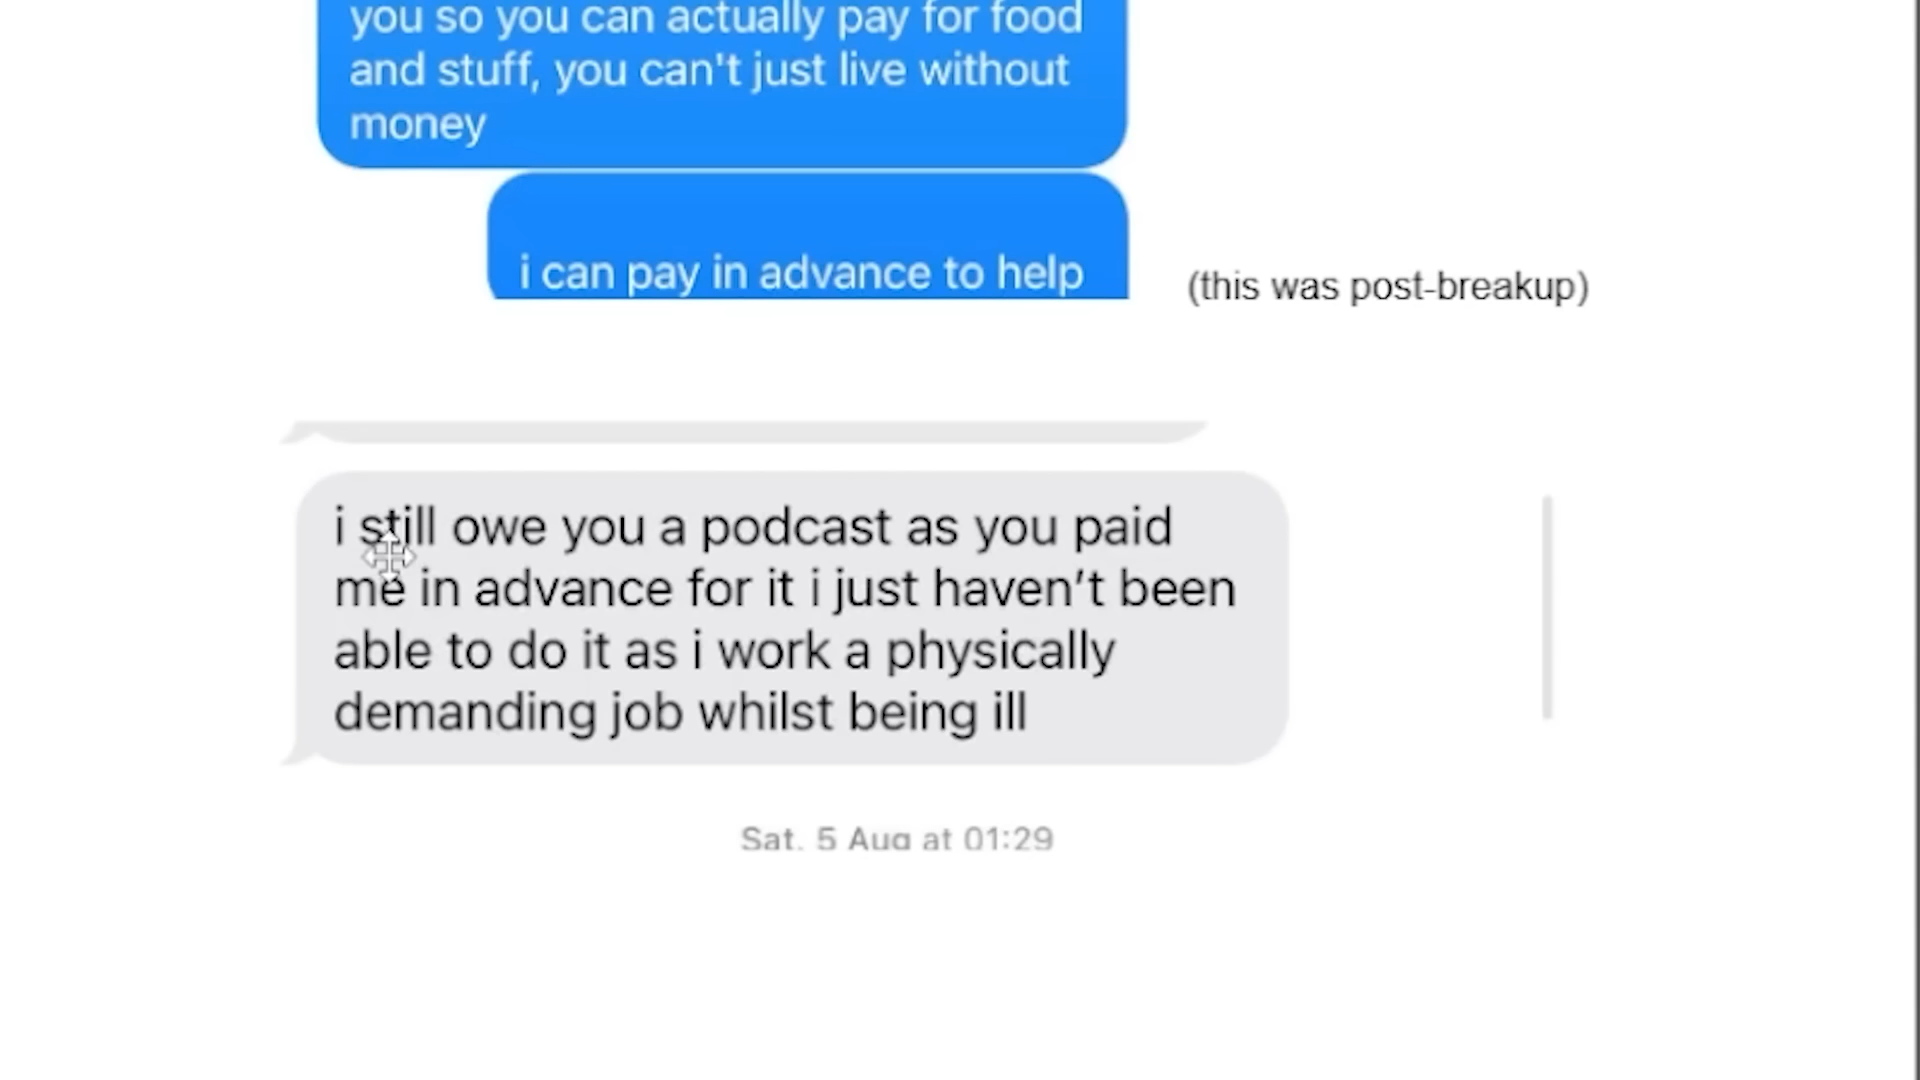 you so you can actually pay for food
and stuff, you can't just live without
money
i can pay in advance to help
(this was post-breakup)
i still owe you a podcast as you paid
me in advance for it i just haven’t been
able to do it as i work a physically
demanding job whilst being ill
Sat, 5 Aug at 01:29